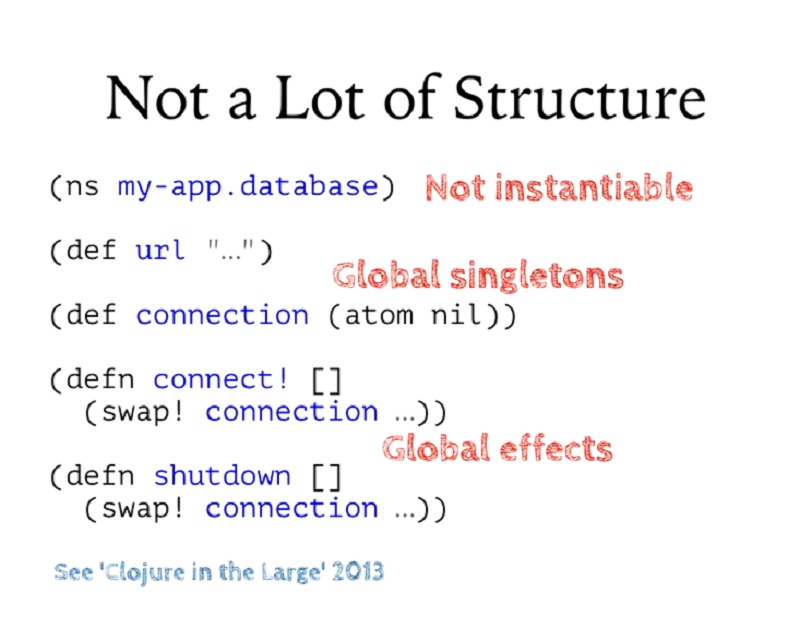 Not a Lot of Structure
(ns my-app.database) Not instantiable
(def url "...")
Global singletons
(def connection (atom nil))
(defn connect! []
(swap! connection ...))
Global effects
(defn shutdown []
(swap! connection ...))
See 'Clojure in the Large' 2013